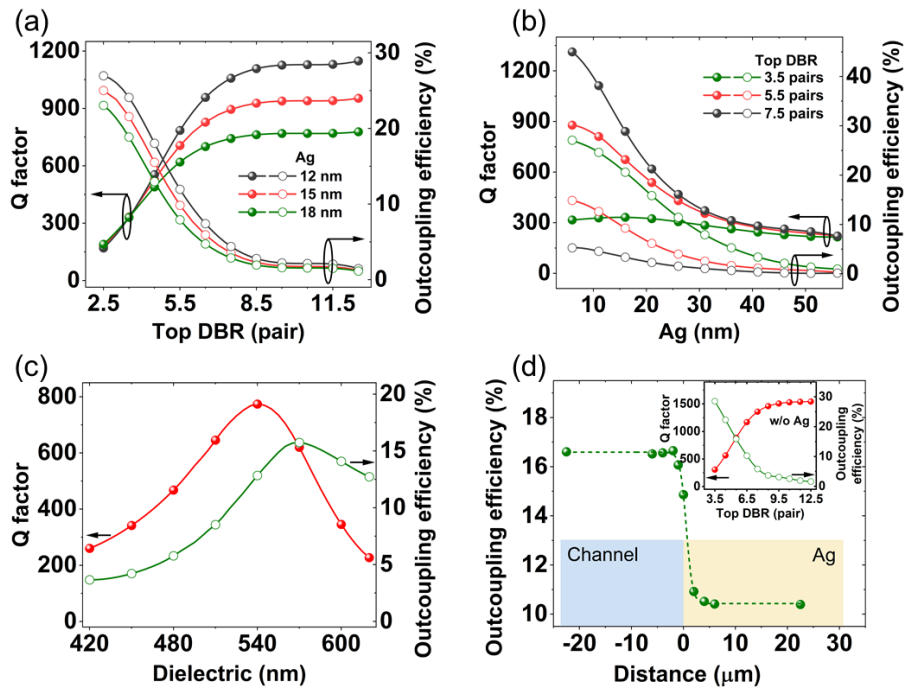 (a)
1200
900
600
300
0
Q factor
2.5 5.5 8.5 11.5
Top DBR (pair)
30
20
10
0
Outcoupling efficiency (%)
Ag
12 nm
15 nm
18 nm
(b)
1200
900
600
300
0
Q factor
10 20 30 40 50
Ag (nm)
40
30
20
10
0
Outcoupling efficiency (%)
Top DBR
3.5 pairs
5.5 pairs
7.5 pairs
(c)
800
600
400
200
0
Q factor
420 480 540 600
Dielectric (nm)
20
15
10
5
0
Outcoupling efficiency (%)
(d)
18
17
16
15
14
13
12
11
10
Outcoupling efficiency (%)
-20 -10 0 10 20 30
Distance (μm)
Channel
Ag
1500
1000
500
0
Q factor
w/o Ag
3.5 6.5 9.5 12.5
Top DBR (pair)
30
20
10
0
Outcoupling
efficiency (%)